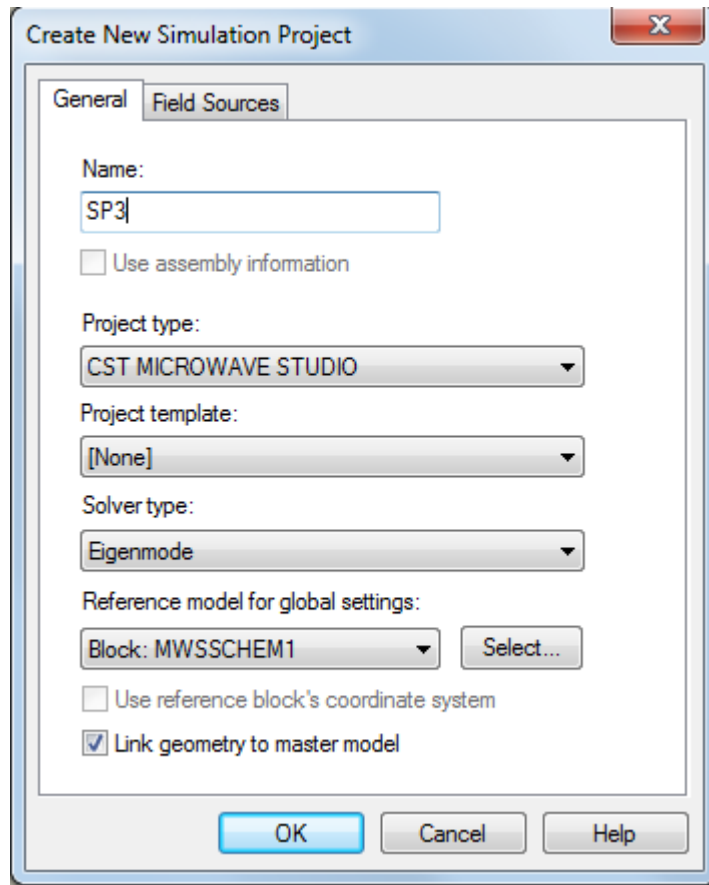 Create New Simulation Project
General Field Sources
Name:
SP3
Use assembly information
Project type:
CST MICROWAVE STUDIO
Project template:
[None]
Solver type:
Eigenmode
Reference model for global settings:
Block: MWSSCHEM1 Select...
Use reference block's coordinate system
Link geometry to master model
OK Cancel Help